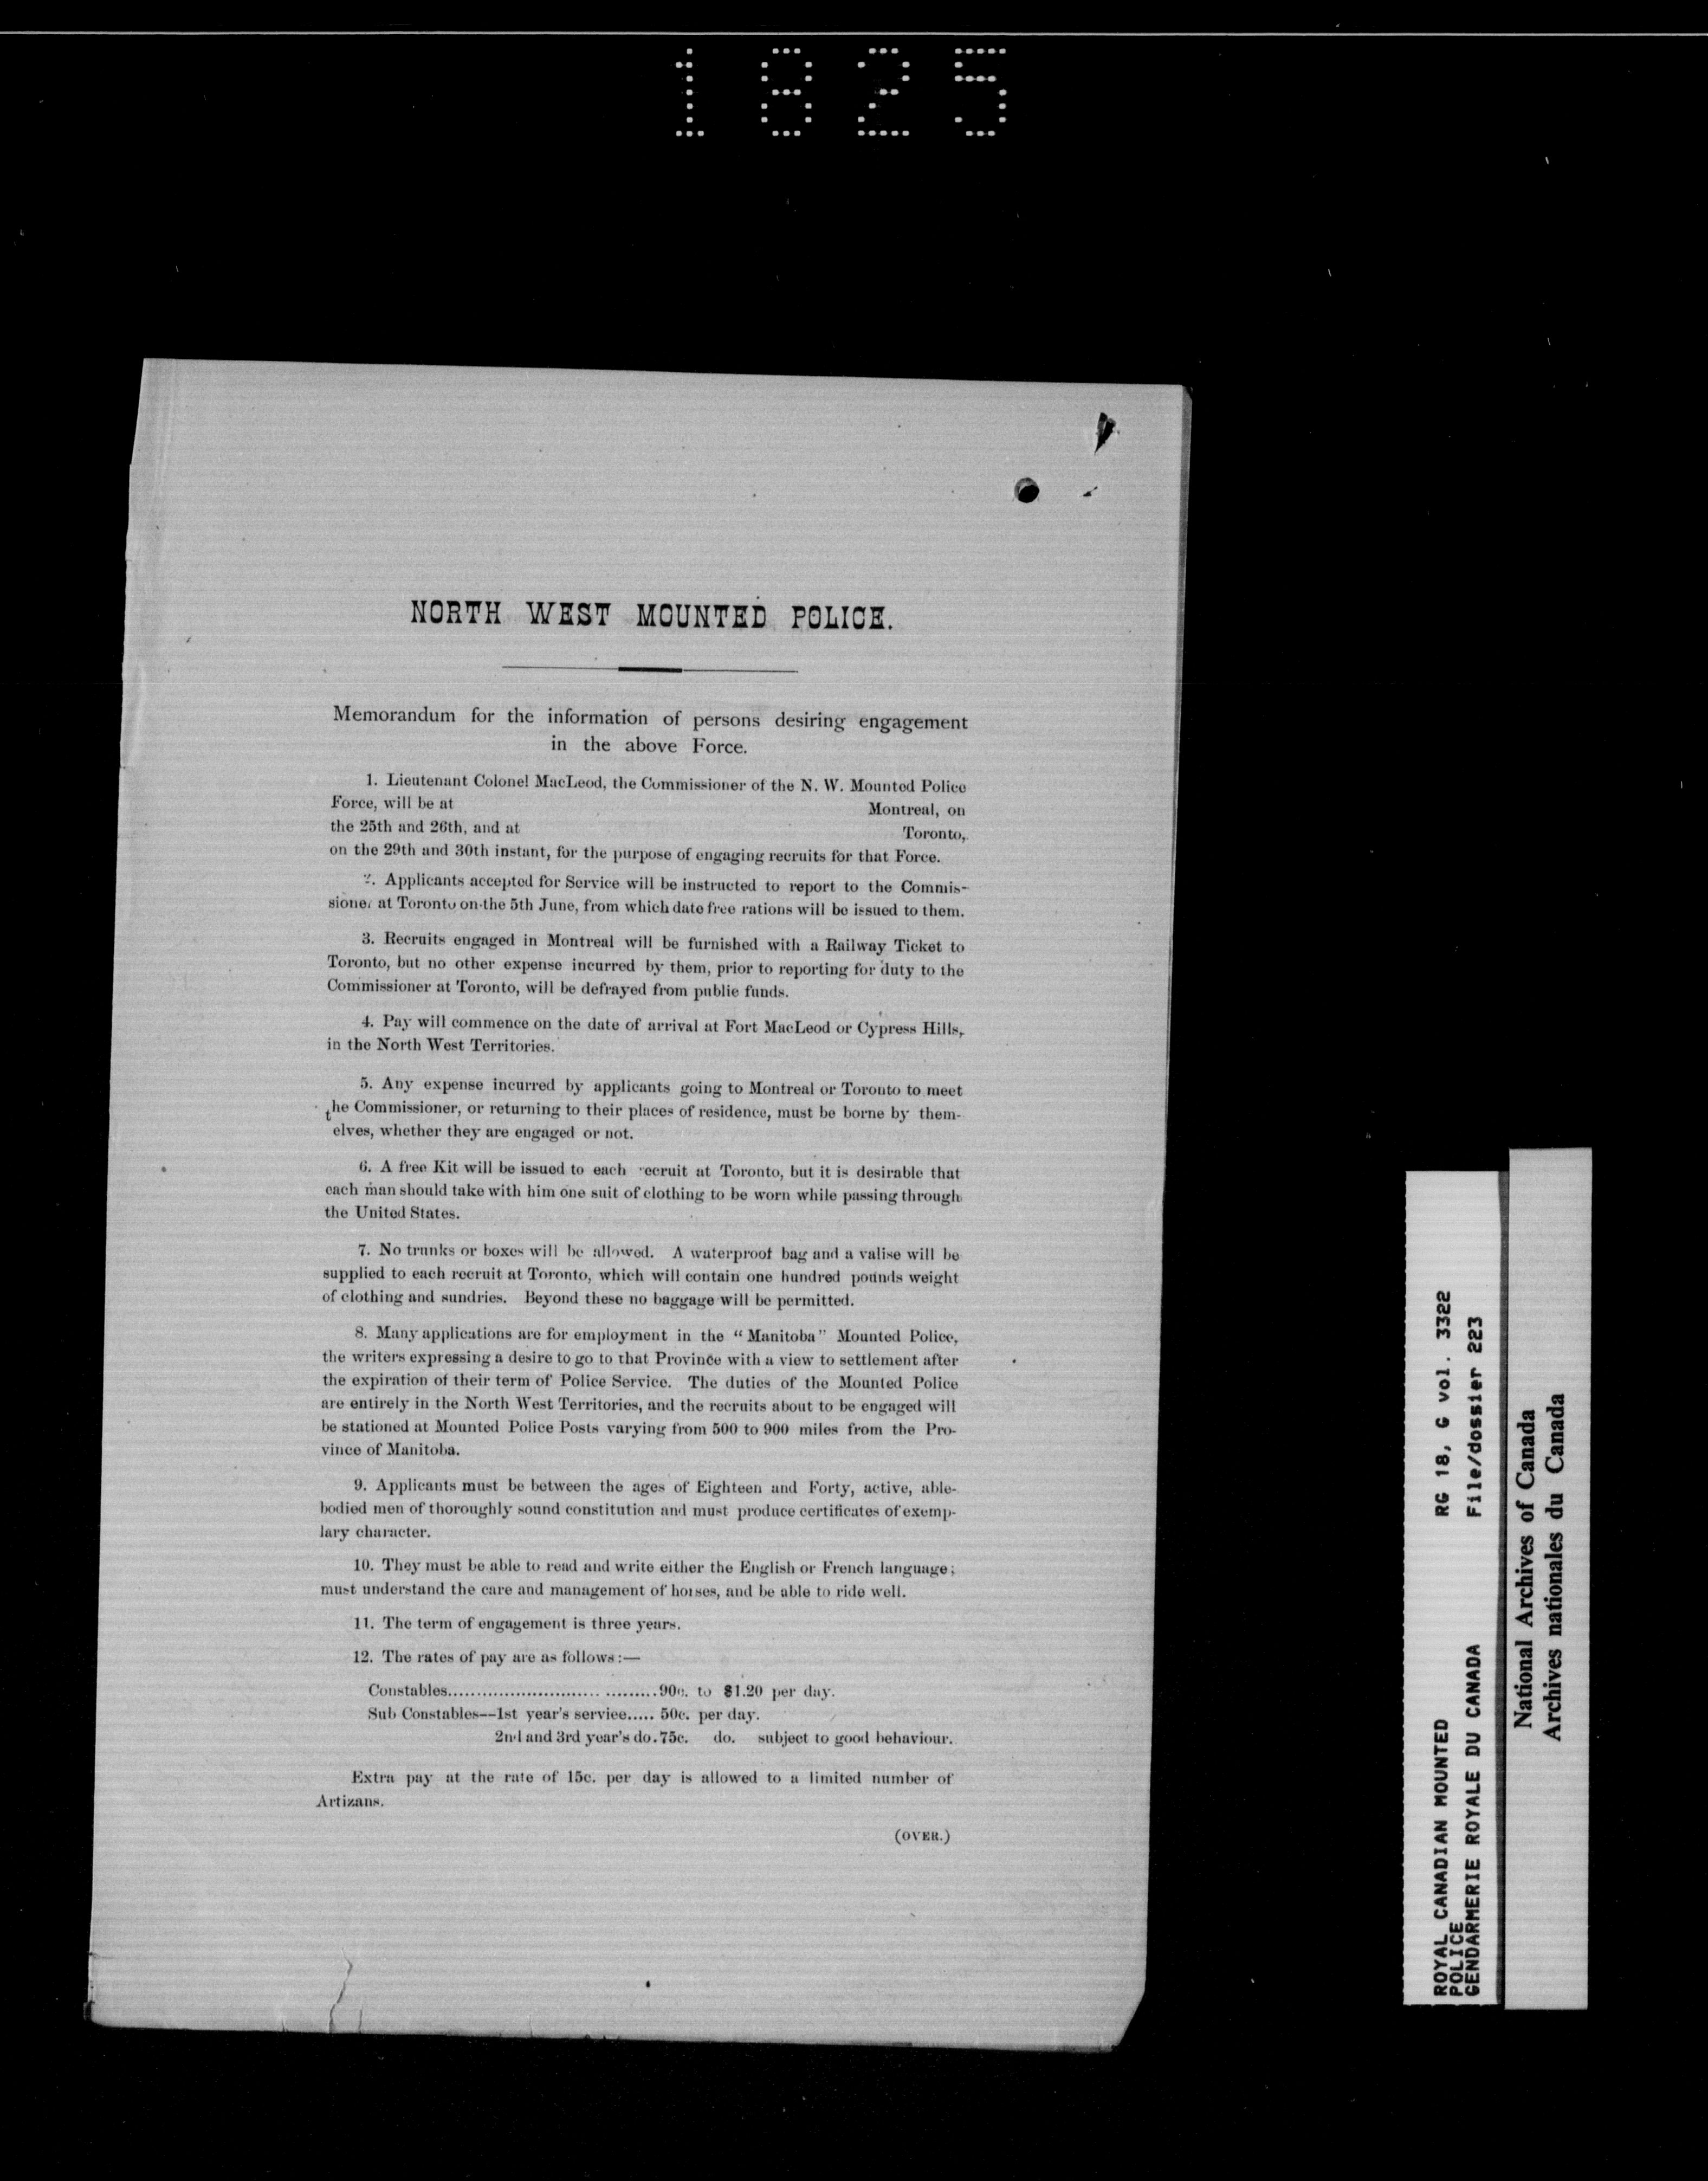 1825
NORTH WEST MOUNTED POLICE.
Memorandum for the information of persons desiring engagement
in the above Force.
1. Lieutenant Colonel MacLeod, the Commissioner of the N. W. Mounted Police
Force, will be at Montreal, on
the 25th and 26th, and at Toronto,
on the 29th and 30th instant, for the purpose of engaging recruits for that Force.
2. Applicants accepted for Service will be instructed to report to the Commis-
sioner at Toronto on the 5th June, from which date free rations will be issued to them.
3. Recruits engaged in Montreal will be furnished with a Railway Ticket to
Toronto, but no other expense incurred by them, prior to reporting for duty to the
Commissioner at Toronto, will be defrayed from public funds.
4. Pay will commence on the date of arrival at Fort MacLeod or Cypress Hills,
in the North West Territories.
5. Any expense incurred by applicants going to Montreal or Toronto to meet
the Commissioner, or returning to their places of residence, must be borne by them-
elves, whether they are engaged or not.
6. A free Kit will be issued to each ecruit at Toronto, but it is desirable that
each man should take with him one suit of clothing to be worn while passing through
the United States.
7. No trunks or boxes will be allowed. A waterproof bag and a valise will be
supplied to each recruit at Toronto, which will contain one hundred pounds weight
of clothing and sundries. Beyond these no baggage will be permitted.
8. Many applications are for employment in the "Manitoba" Mounted Police,
the writers expressing a desire to go to that Province with a view to settlement after
the expiration of their term of Police Service. The duties of the Mounted Police
are entirely in the North West Territories, and the recruits about to be engaged will
be stationed at Mounted Police Posts varying from 500 to 900 miles from the Pro-
vince of Manitoba.
9. Applicants must be between the ages of Eighteen and Forty, active, able-
bodied men of thoroughly sound constitution and must produce certificates of exemp-
lary character.
10. They must be able to read and write either the English or French language;
must understand the care and management of horses, and be able to ride well.
11. The term of engagement is three years.
12. The rates of pay are as follows:—
Constables.....................................90c. to $1.20 per day.
Sub Constables--1st year's service..... 50c. per day.
2nd and 3rd year's do. 75c. do. subject to good behaviour.
Extra pay at the rate of 15c. per day is allowed to a limited number of
Artizans.
(OVER.)
ROYAL CANADIAN MOUNTED RG 18, G vol. 3322
POLICE
GENDARMERIE ROYALE DU CANADA File/dossier 223
National Archives of Canada
Archives nationales du Canada